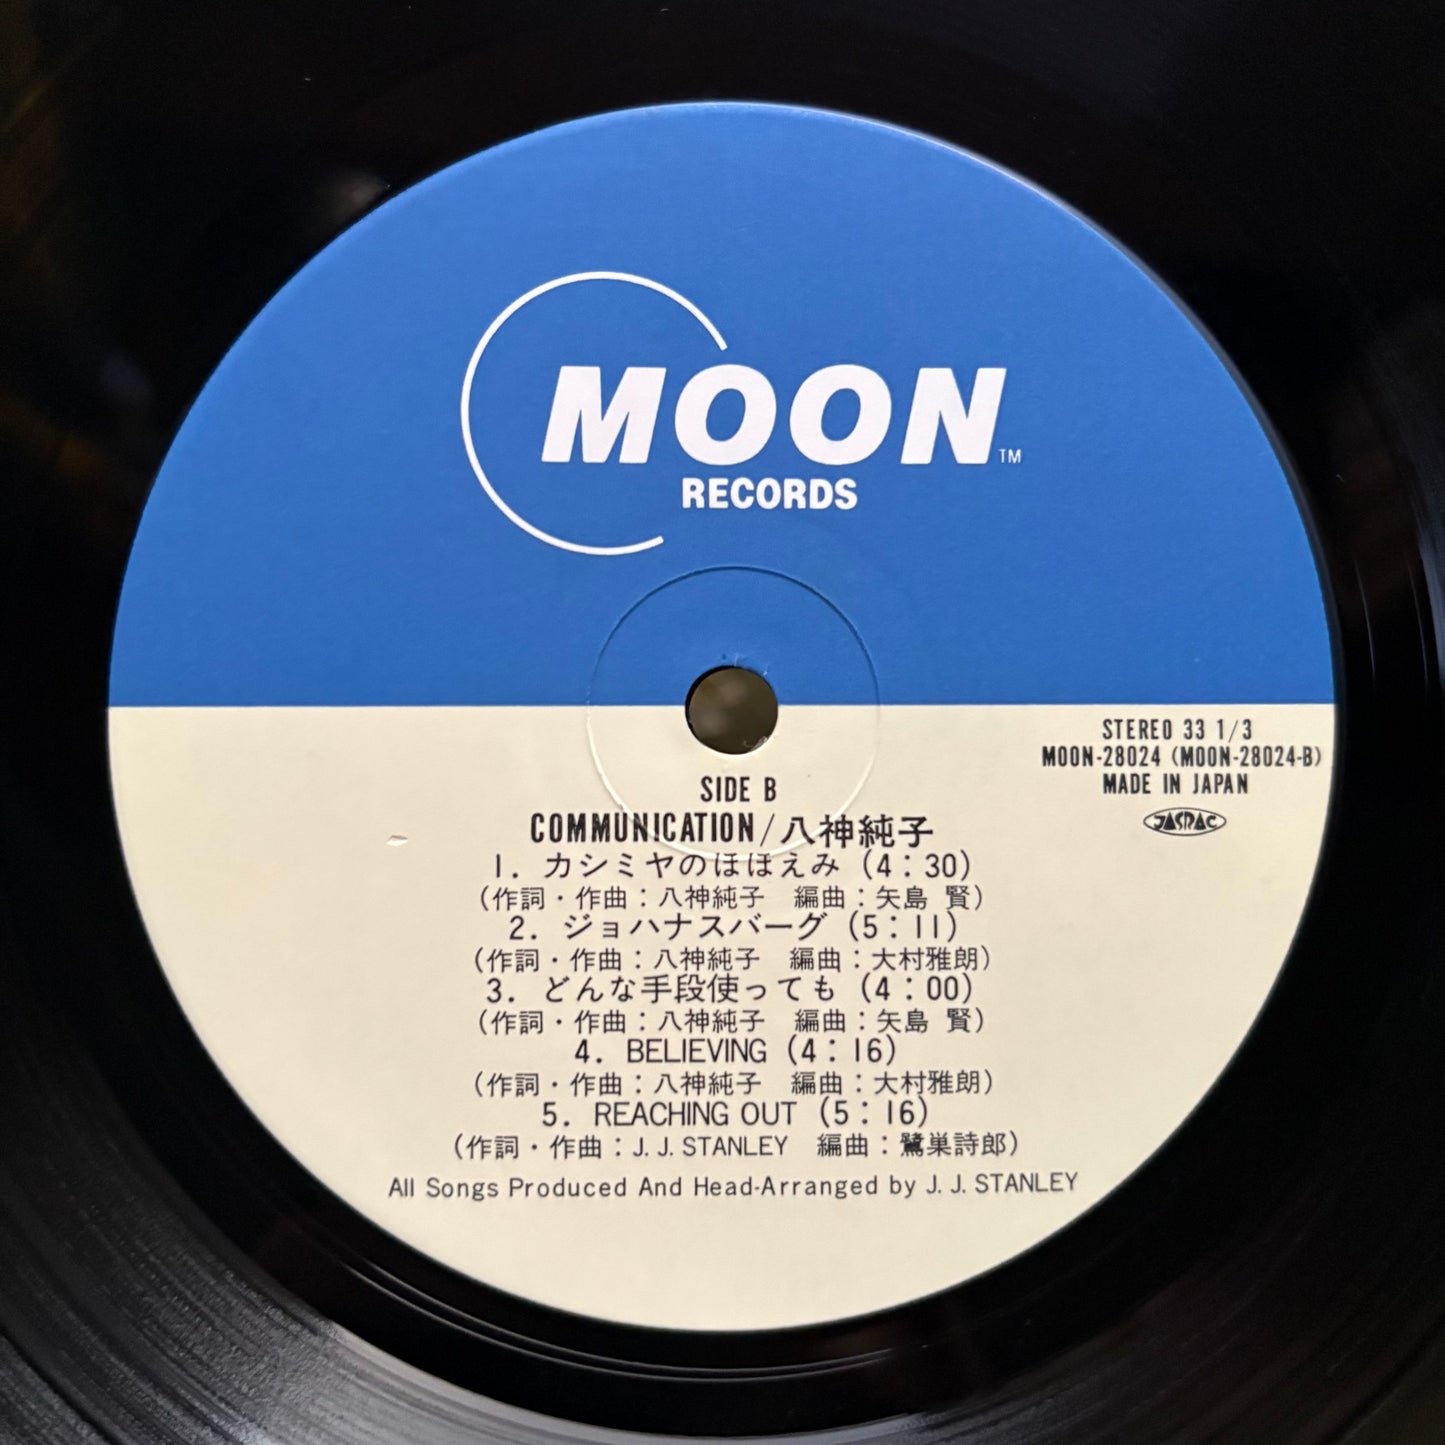 MOON TM
RECORDS
STEREO 33 1/3
MOON-28024 (MOON-28024-B)
MADE IN JAPAN
JASRAC
SIDE B
COMMUNICATION/八神純子
1. カシミヤのほほえみ (4:30)
(作詞・作曲:八神純子 編曲:矢島 賢)
2. ジョハナスバーグ (5:11)
(作詞・作曲:八神純子 編曲:大村雅朗)
3. どんな手段使っても (4:00)
(作詞・作曲:八神純子 編曲:矢島 賢)
4. BELIEVING (4:16)
(作詞・作曲:八神純子 編曲:大村雅朗)
5. REACHING OUT (5:16)
(作詞・作曲:J. J. STANLEY 編曲:鷺巣詩郎)
All Songs Produced And Head-Arranged by J. J. STANLEY